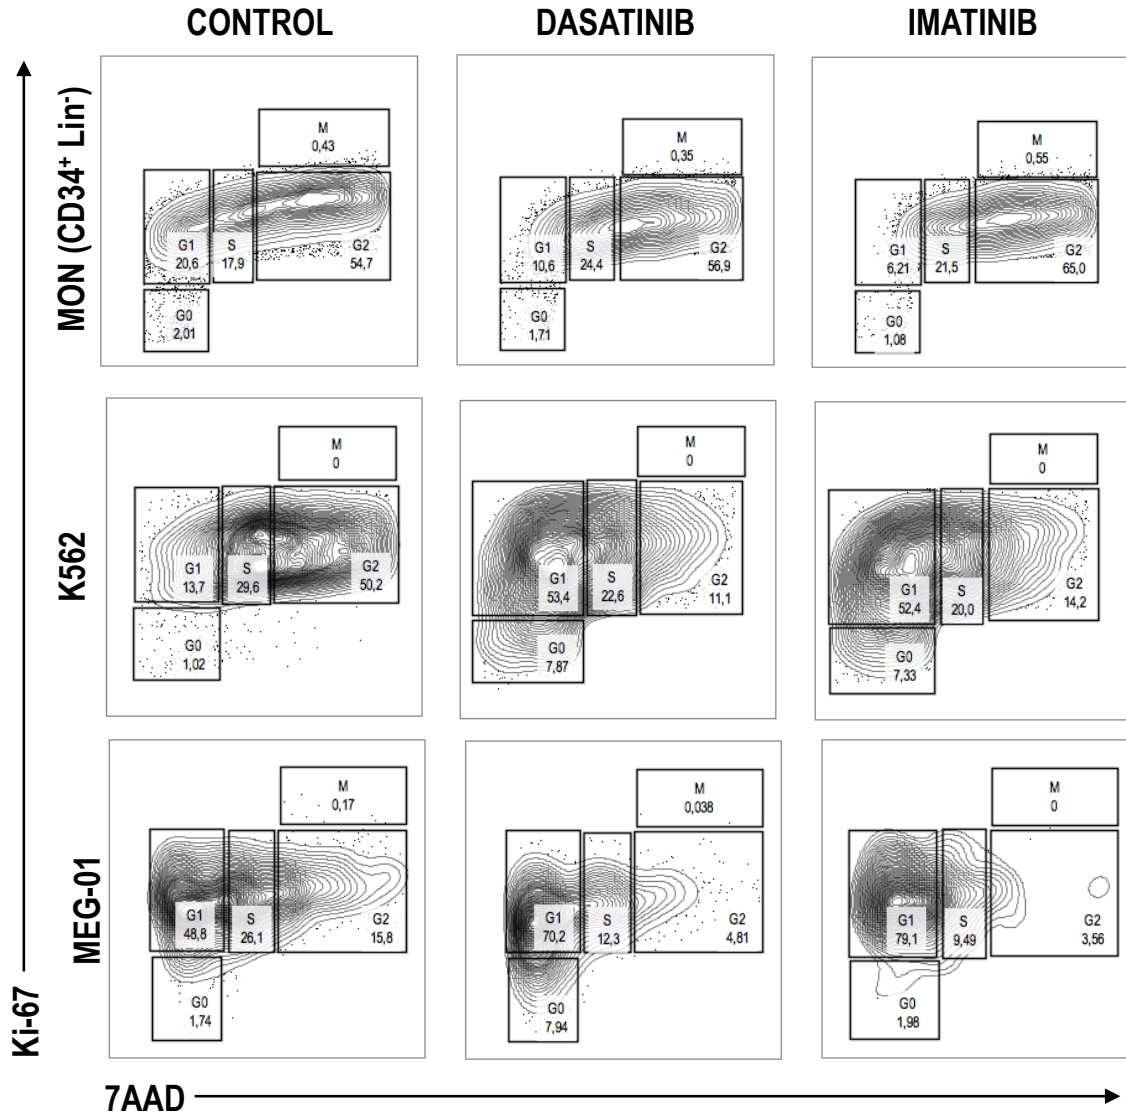 CONTROL DASATINIB IMATINIB
MON (CD34⁺ Lin⁻)
M
0,43
G1
20,6
S
17,9
G2
54,7
G0
2,01
M
0,35
G1
10,6
S
24,4
G2
56,9
G0
1,71
M
0,55
G1
6,21
S
21,5
G2
65,0
G0
1,08
K562
M
0
G1
13,7
S
29,6
G2
50,2
G0
1,02
M
0
G1
53,4
S
22,6
G2
11,1
G0
7,87
M
0
G1
52,4
S
20,0
G2
14,2
G0
7,33
MEG-01
M
0,17
G1
48,8
S
26,1
G2
15,8
G0
1,74
M
0,038
G1
70,2
S
12,3
G2
4,81
G0
7,94
M
0
G1
79,1
S
9,49
G2
3,56
G0
1,98
Ki-67
7AAD